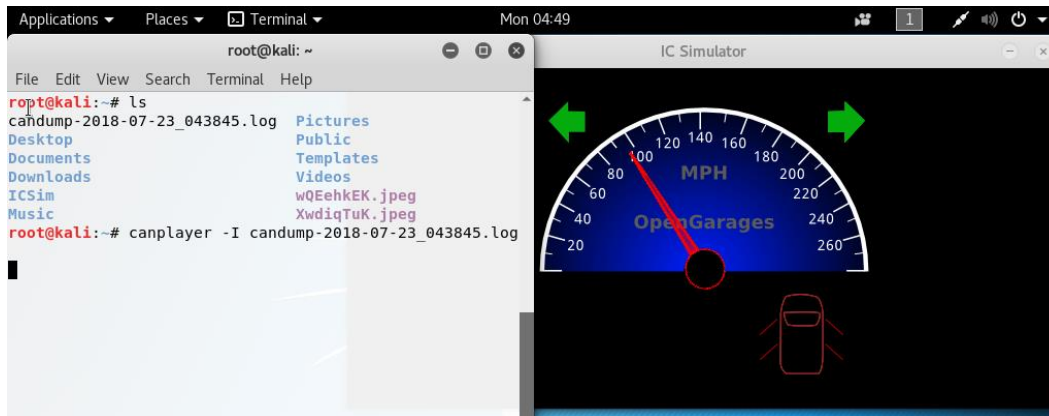 Applications Places Terminal Mon 04:49 1
root@kali: ~
File Edit View Search Terminal Help
root@kali:~# ls
candump-2018-07-23_043845.log Pictures
Desktop Public
Documents Templates
Downloads Videos
ICSim wQEehkEK.jpeg
Music XwdiqTuK.jpeg
root@kali:~# canplayer -I candump-2018-07-23_043845.log
IC Simulator
20 40 60 80 100 120 140 160 180 200 220 240 260
MPH
OpenGarages